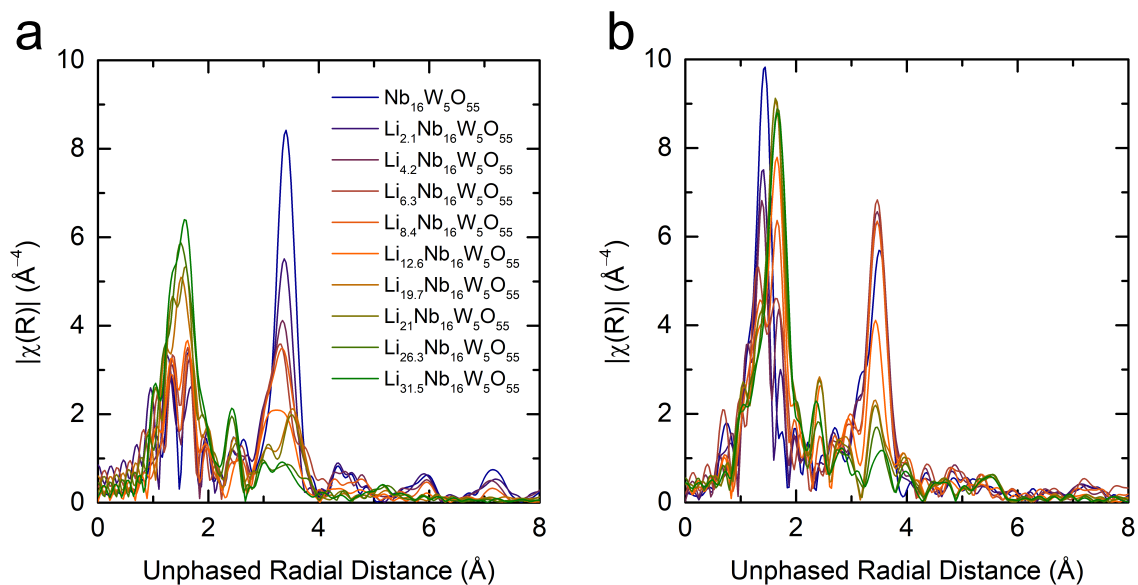 a
10
8
6
4
2
0
|χ(R)| (Å⁻⁴)
Nb₁₆W₅O₅₅
Li₂.₁Nb₁₆W₅O₅₅
Li₄.₂Nb₁₆W₅O₅₅
Li₆.₃Nb₁₆W₅O₅₅
Li₈.₄Nb₁₆W₅O₅₅
Li₁₂.₆Nb₁₆W₅O₅₅
Li₁₉.₇Nb₁₆W₅O₅₅
Li₂₁Nb₁₆W₅O₅₅
Li₂₆.₃Nb₁₆W₅O₅₅
Li₃₁.₅Nb₁₆W₅O₅₅
0 2 4 6 8
Unphased Radial Distance (Å)
b
10
8
6
4
2
0
|χ(R)| (Å⁻⁴)
0 2 4 6 8
Unphased Radial Distance (Å)